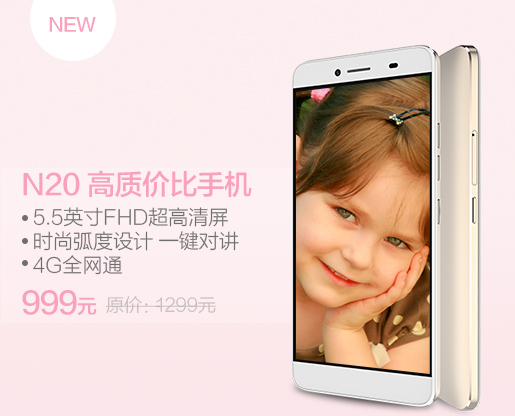 NEW
N20 高质价比手机
• 5.5英寸FHD超高清屏
• 时尚弧度设计 一键对讲
• 4G全网通
999元 原价：1299元